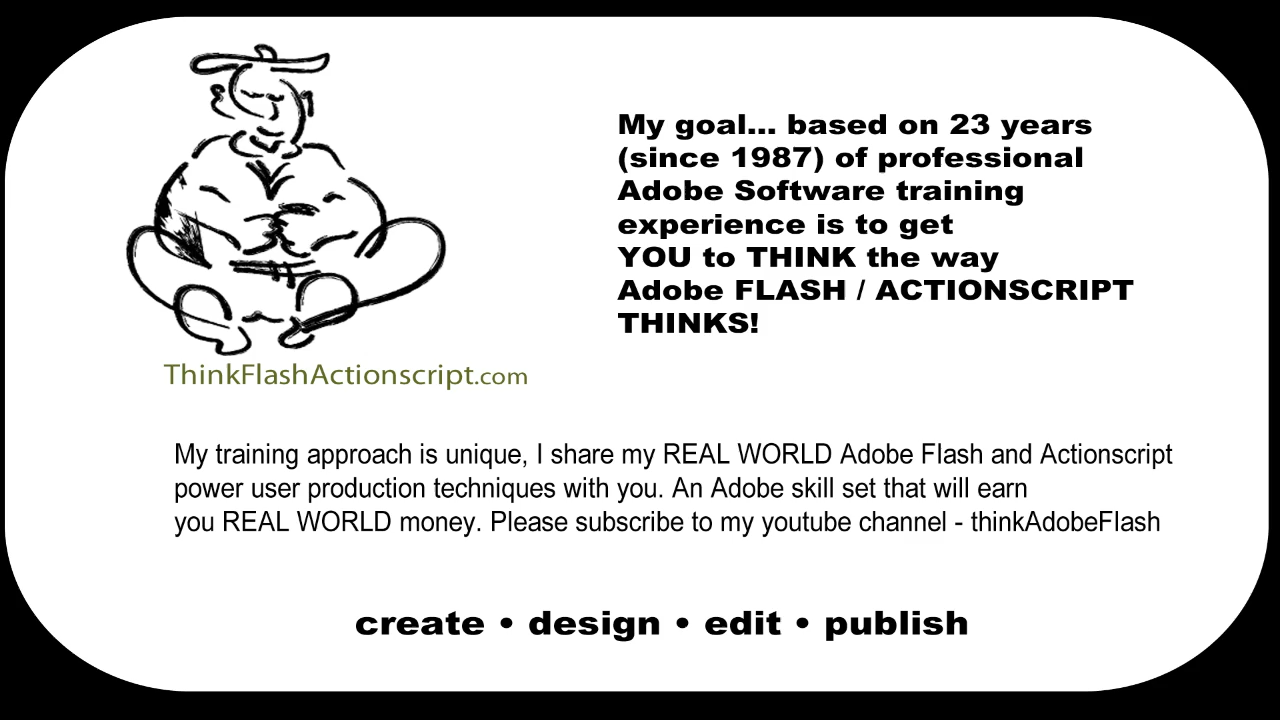 My goal... based on 23 years
(since 1987) of professional
Adobe Software training
experience is to get
YOU to THINK the way
Adobe FLASH / ACTIONSCRIPT
THINKS!
ThinkFlashActionscript.com
My training approach is unique, I share my REAL WORLD Adobe Flash and Actionscript
power user production techniques with you. An Adobe skill set that will earn
you REAL WORLD money. Please subscribe to my youtube channel - thinkAdobeFlash
create • design • edit • publish